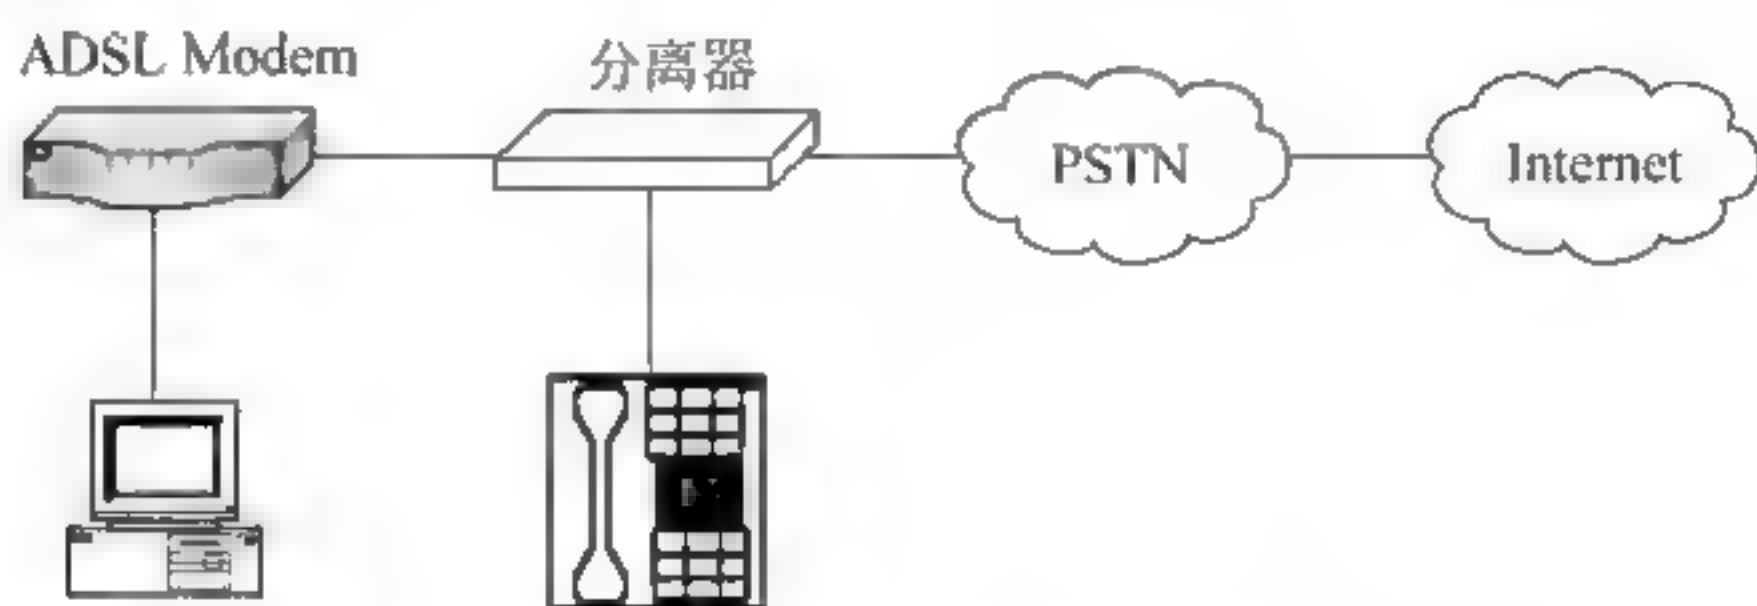 ADSL Modem
分离器
PSTN
Internet